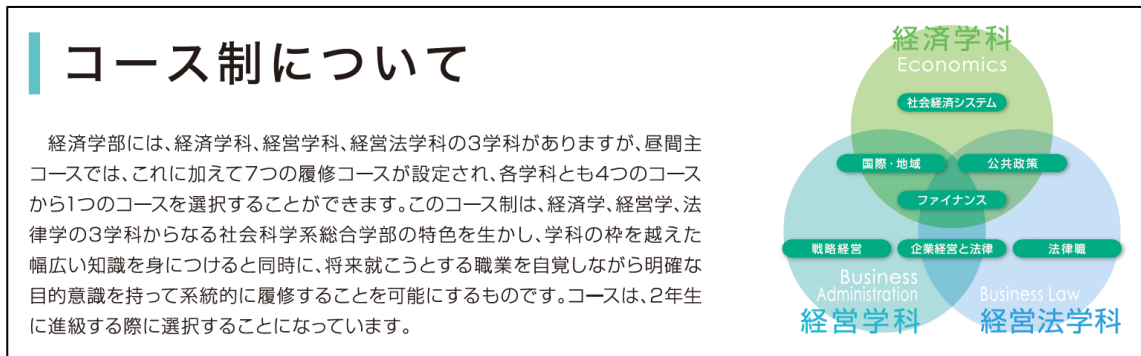 コース制について
経済学部には、経済学科、経営学科、経営法学科の3学科がありますが、昼間主
コースでは、これに加えて7つの履修コースが設定され、各学科とも4つのコース
から1つのコースを選択することができます。このコース制は、経済学、経営学、法
律学の3学科からなる社会科学系総合学部の特色を生かし、学科の枠を越えた
幅広い知識を身につけると同時に、将来就こうとする職業を自覚しながら明確な
目的意識を持って系統的に履修することを可能にするものです。コースは、2年生
に進級する際に選択することになっています。
経済学科
Economics
社会経済システム
国際・地域
公共政策
ファイナンス
戦略経営
企業経営と法律
法律職
Business
Administration
経営学科
Business Law
経営法学科